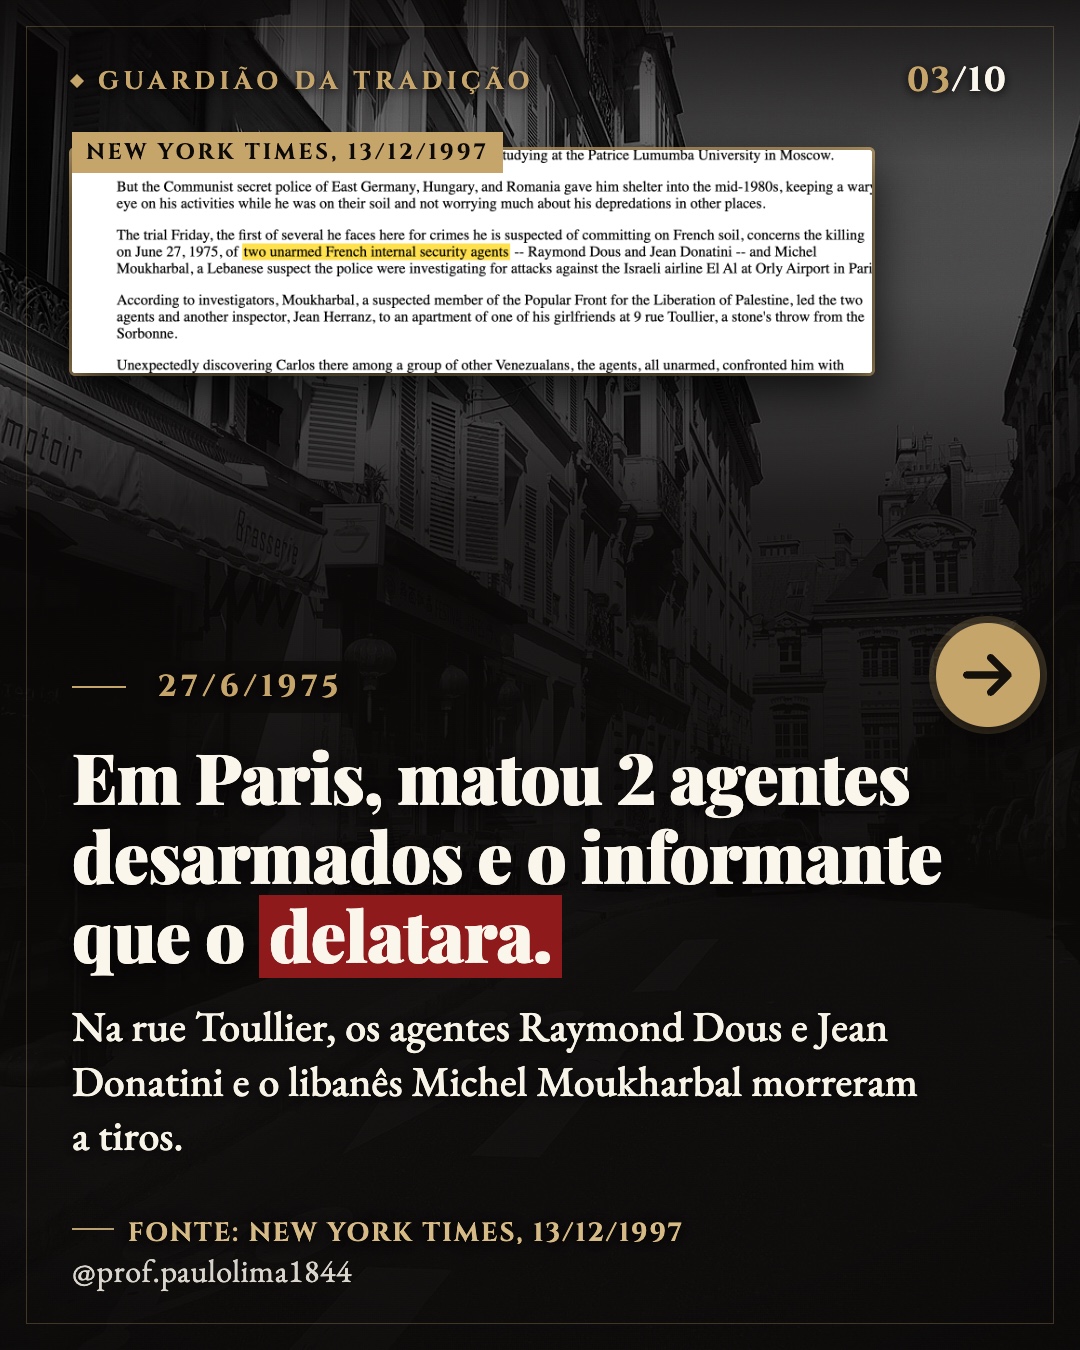 GUARDIÃO DA TRADIÇÃO
03/10
NEW YORK TIMES, 13/12/1997
tudying at the Patrice Lumumba University in Moscow.
But the Communist secret police of East Germany, Hungary, and Romania gave him shelter into the mid-1980s, keeping a wary
eye on his activities while he was on their soil and not worrying much about his depredations in other places.
The trial Friday, the first of several he faces here for crimes he is suspected of committing on French soil, concerns the killing
on June 27, 1975, of two unarmed French internal security agents -- Raymond Dous and Jean Donatini -- and Michel
Moukharbal, a Lebanese suspect the police were investigating for attacks against the Israeli airline El Al at Orly Airport in Pari
According to investigators, Moukharbal, a suspected member of the Popular Front for the Liberation of Palestine, led the two
agents and another inspector, Jean Herranz, to an apartment of one of his girlfriends at 9 rue Toullier, a stone's throw from the
Sorbonne.
Unexpectedly discovering Carlos there among a group of other Venezualans, the agents, all unarmed, confronted him with
mptoir
Brasserie
27/6/1975
Em Paris, matou 2 agentes
desarmados e o informante
que o delatara.
Na rue Toullier, os agentes Raymond Dous e Jean
Donatini e o libanês Michel Moukharbal morreram
a tiros.
FONTE: NEW YORK TIMES, 13/12/1997
@prof.paulolima1844